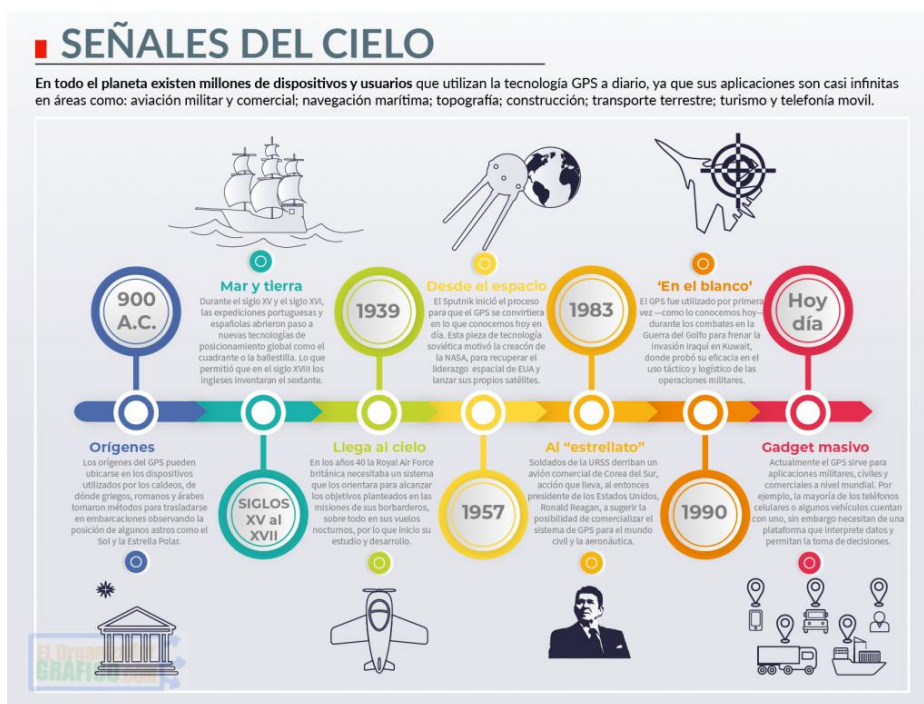 SEÑALES DEL CIELO
En todo el planeta existen millones de dispositivos y usuarios que utilizan la tecnología GPS a diario, ya que sus aplicaciones son casi infinitas
en áreas como: aviación militar y comercial; navegación marítima; topografía; construcción; transporte terrestre; turismo y telefonía movil.
900
A.C.
Orígenes
Los orígenes del GPS pueden
ubicarse en los dispositivos
utilizados por los caldeos, de
dónde griegos, romanos y árabes
tomaron métodos para trasladarse
en embarcaciones observando la
posición de algunos astros como el
Sol y la Estrella Polar.
Mar y tierra
Durante el siglo XV y el siglo XVI,
las expediciones portuguesas y
españolas abrieron paso a
nuevas tecnologías de
posicionamiento global como el
cuadrante o la ballestilla. Lo que
permitió que en el siglo XVIII los
ingleses inventaran el sextante.
SIGLOS
XV al
XVII
1939
Llega al cielo
En los años 40 la Royal Air Force
británica necesitaba un sistema
que los orientara para alcanzar
los objetivos planteados en las
misiones de sus borbarderos,
sobre todo en sus vuelos
nocturnos, por lo que inicio su
estudio y desarrollo.
Desde el espacio
El Sputnik inició el proceso
para que el GPS se convirtiera
en lo que conocemos hoy en
día. Esta pieza de tecnología
soviética motivó la creacón de
la NASA, para recuperar el
liderazgo espacial de EUA y
lanzar sus propios satélites.
1957
1983
Al “estrellato”
Soldados de la URSS derriban un
avión comercial de Corea del Sur,
acción que lleva, al entonces
presidente de los Estados Unidos,
Ronald Reagan, a sugerir la
posibilidad de comercializar el
sistema de GPS para el mundo
civil y la aeronáutica.
‘En el blanco’
El GPS fue utilizado por primera
vez —como lo conocemos hoy—
durante los combates en la
Guerra del Golfo para frenar la
invasión iraquí en Kuwait,
donde probó su eficacia en el
uso táctico y logístico de las
operaciones militares.
1990
Hoy
día
Gadget masivo
Actualmente el GPS sirve para
aplicaciones militares, civiles y
comerciales a nivel mundial. Por
ejemplo, la mayoría de los teléfonos
celulares o algunos vehículos cuentan
con uno, sin embargo necesitan de una
plataforma que interprete datos y
permitan la toma de decisiones.
GRÁFICO